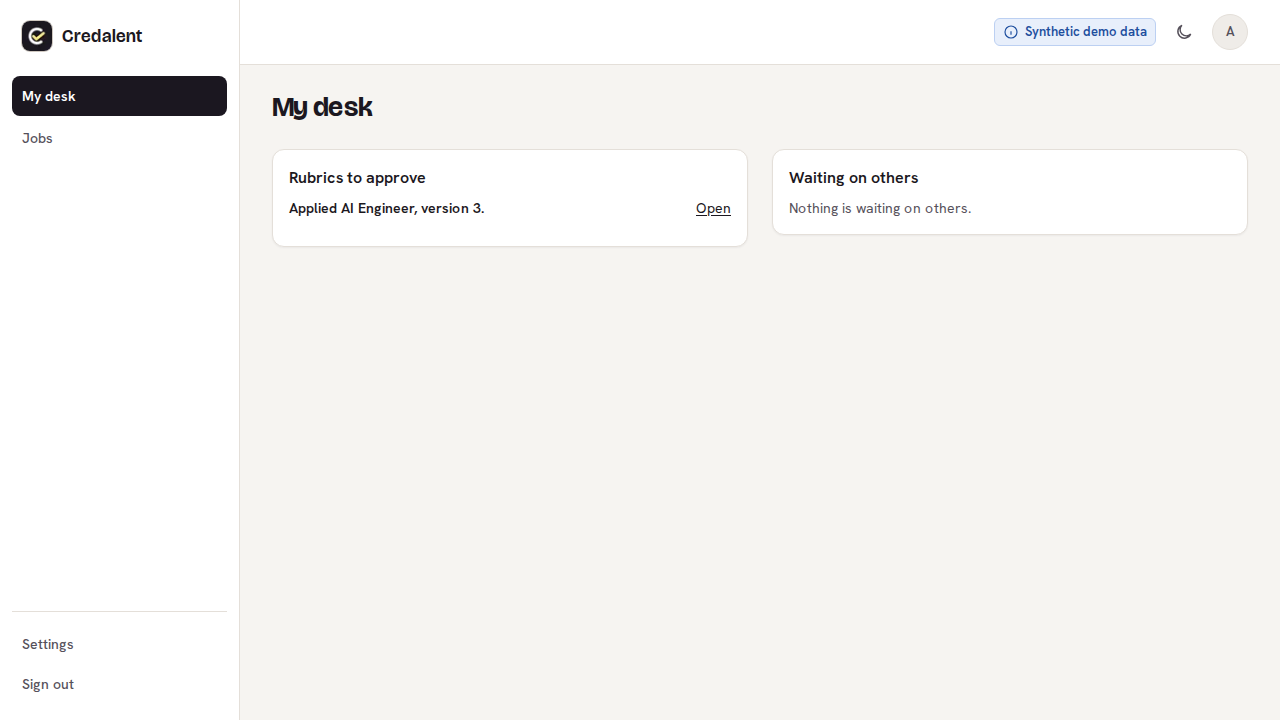 Credalent
Synthetic demo data
A
My desk
Jobs
My desk
Rubrics to approve
Applied AI Engineer, version 3.
Open
Waiting on others
Nothing is waiting on others.
Settings
Sign out